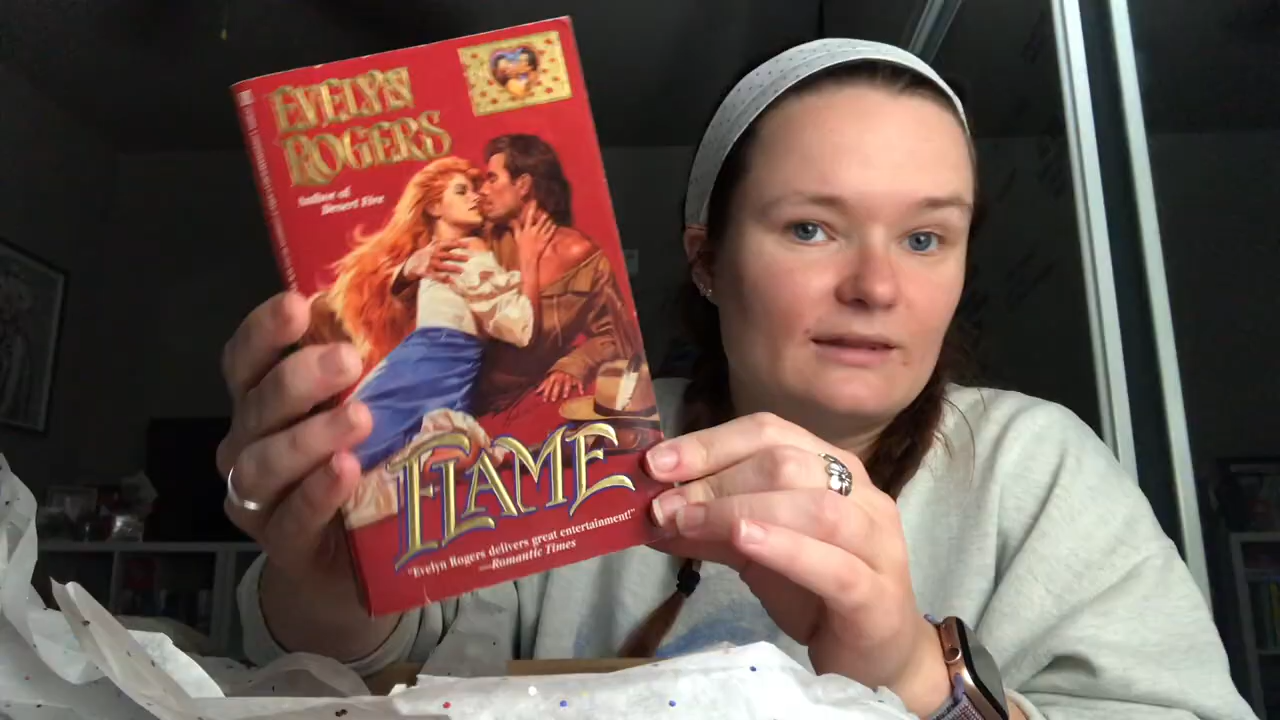 EVELYN
ROGERS
Author of
Desert Fire
FLAME
"Evelyn Rogers delivers great entertainment!"
—Romantic Times